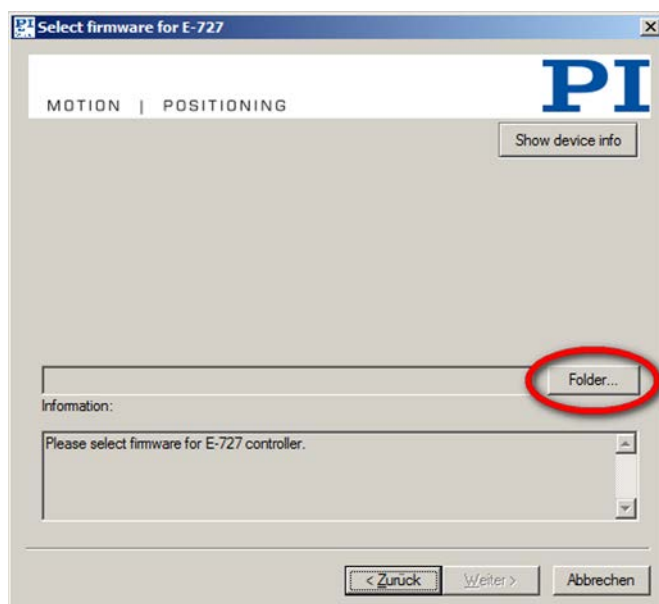 Select firmware for E-727
PI
MOTION | POSITIONING
Show device info
Folder...
Information:
Please select firmware for E-727 controller.
< Zurück
Weiter >
Abbrechen